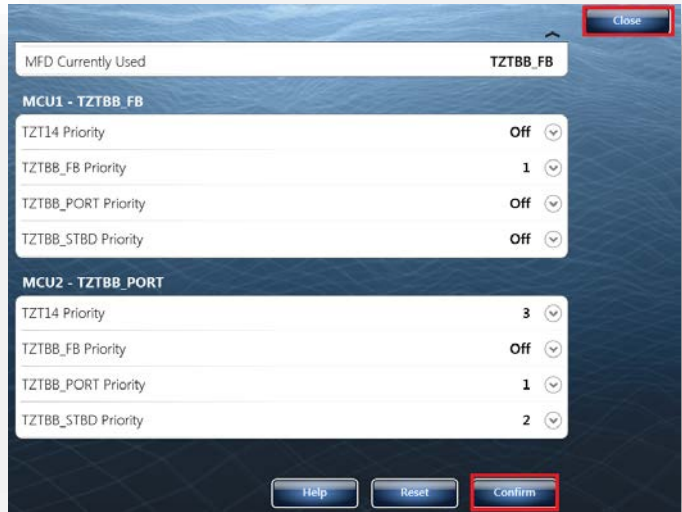 Close
MFD Currently Used TZTBB_FB
MCU1 - TZTBB_FB
TZT14 Priority Off
TZTBB_FB Priority 1
TZTBB_PORT Priority Off
TZTBB_STBD Priority Off
MCU2 - TZTBB_PORT
TZT14 Priority 3
TZTBB_FB Priority Off
TZTBB_PORT Priority 1
TZTBB_STBD Priority 2
Help Reset Confirm